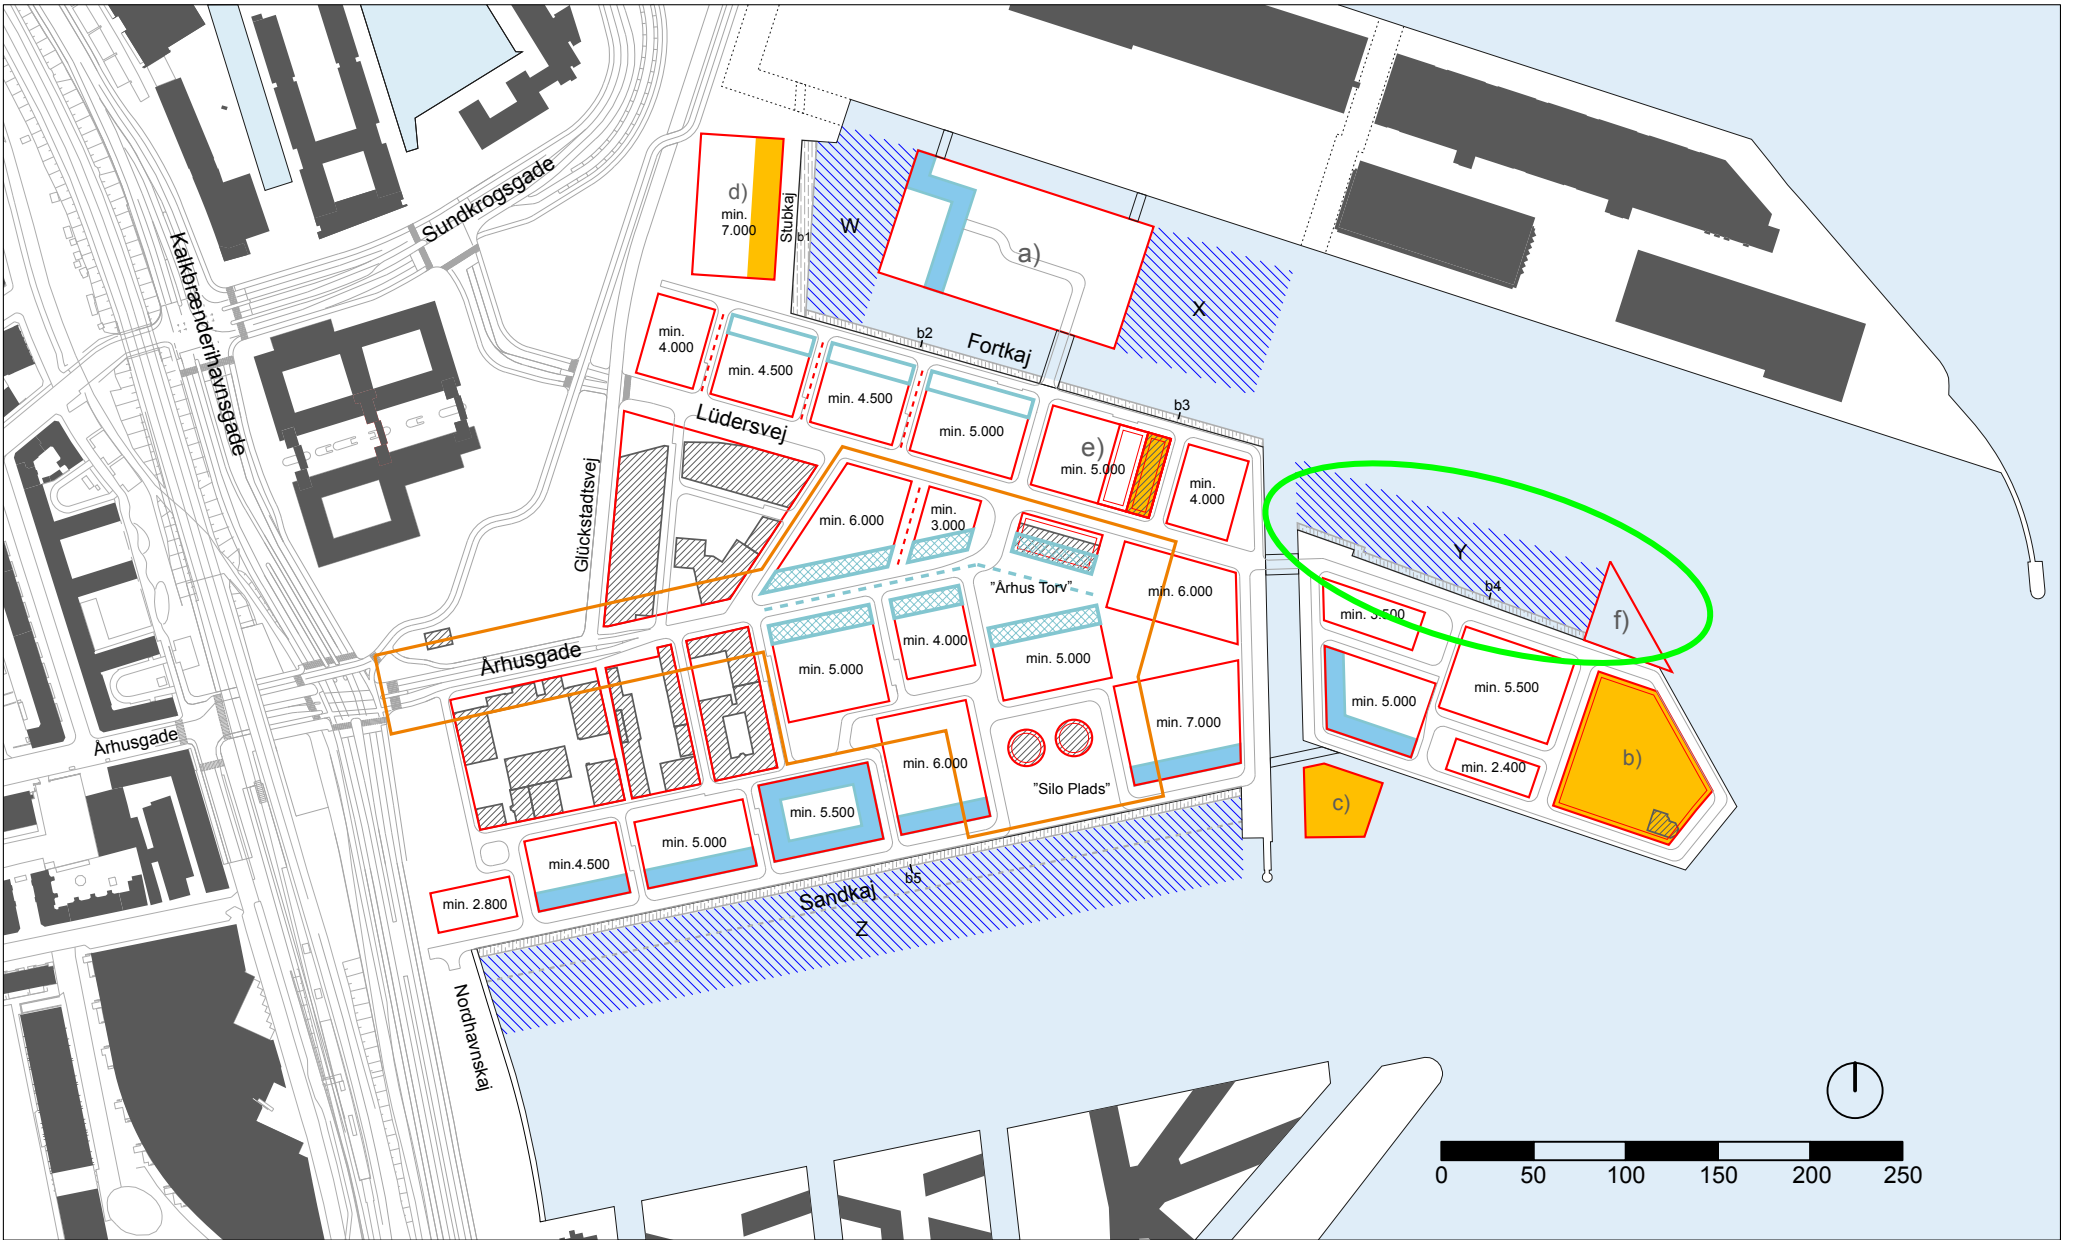 Sundkrogsgade
Kalkbrænderihavnsgade
d)
min.
7.000
Stubkaj
b1
W
a)
X
b2
Fortkaj
b3
min.
4.000
min. 4.500
min. 4.500
min. 5.000
e)
min. 5.000
min.
4.000
Lüdersvej
Glückstadtsvej
min. 6.000
min.
3.000
"Århus Torv"
min. 6.000
Y
b4
f)
min. 3.500
Århusgade
min. 5.000
min. 4.000
min. 5.000
min. 5.000
min. 5.500
Århusgade
min. 6.000
min. 7.000
"Silo Plads"
min. 2.400
b)
c)
min. 5.500
min. 5.000
min.4.500
min. 2.800
b5
Sandkaj
Z
Nordhavnskaj
0 50 100 150 200 250